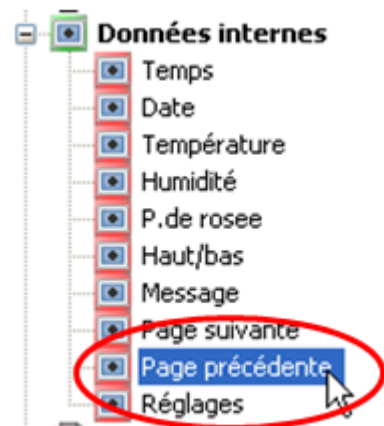 Données internes
Temps
Date
Température
Humidité
P.de rosee
Haut/bas
Message
Page suivante
Page précédente
Réglages